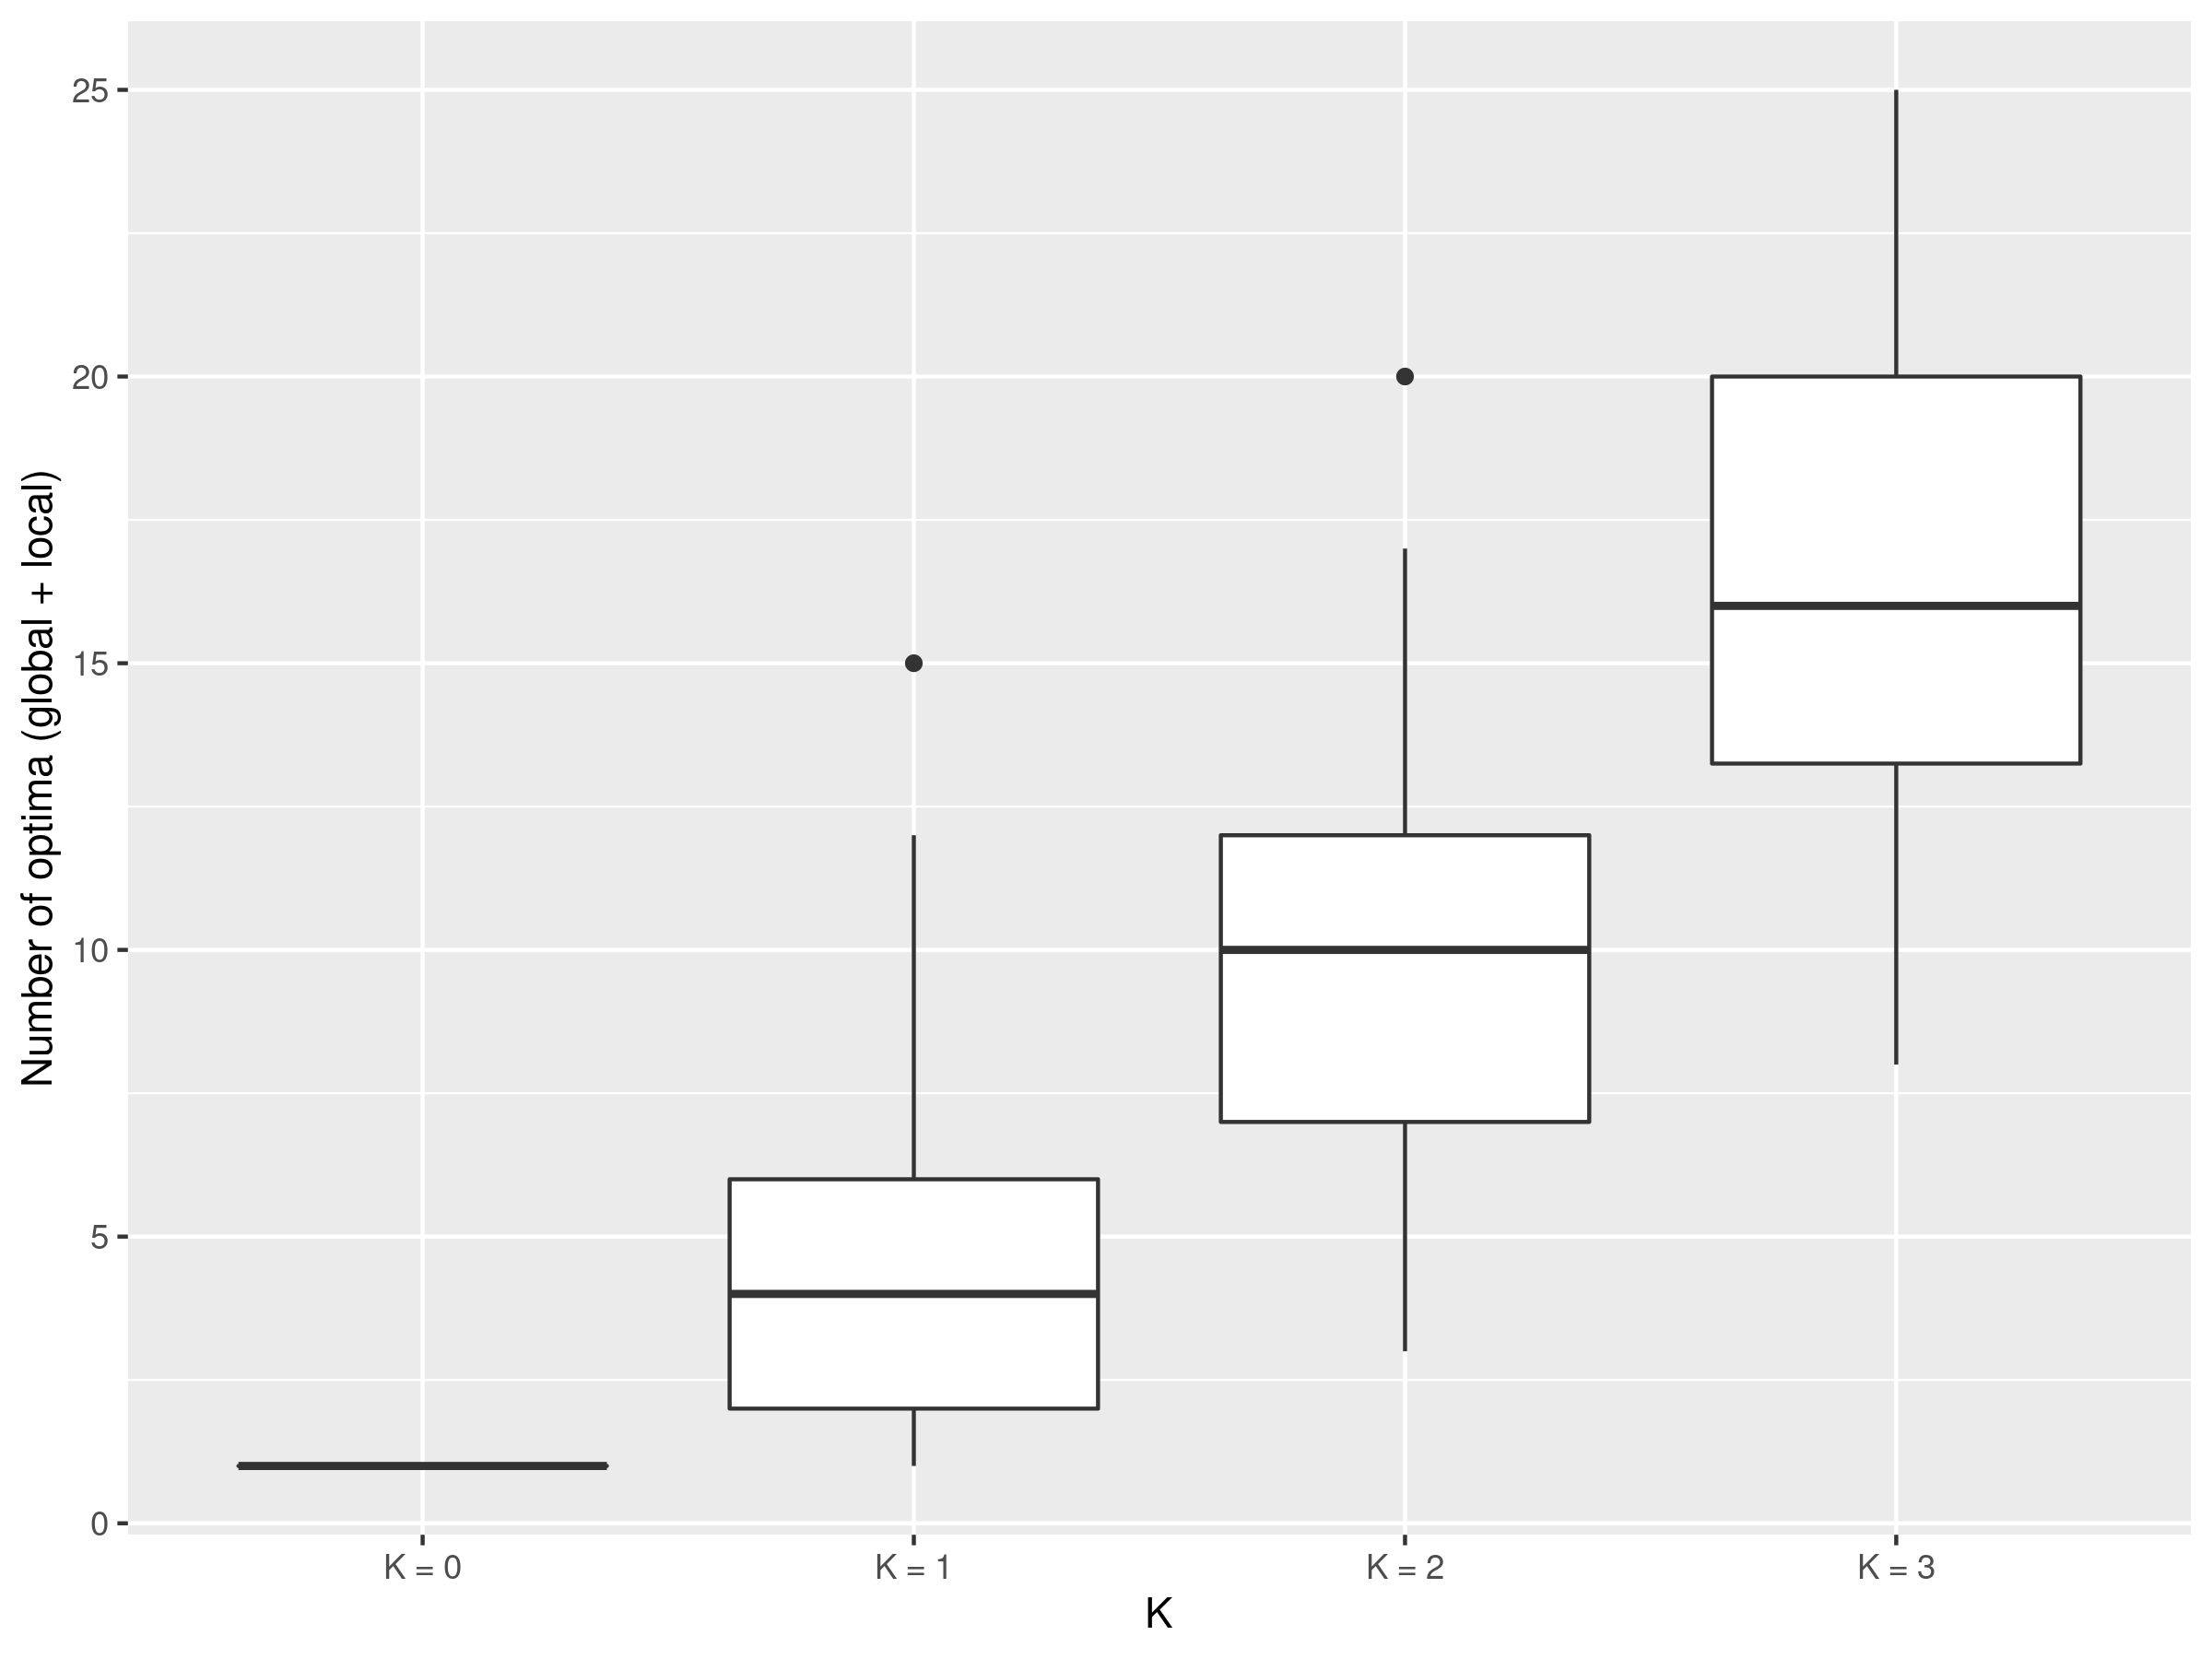 Number of optima (global + local)
25
20
15
10
5
0
K = 0
K = 1
K = 2
K = 3
K